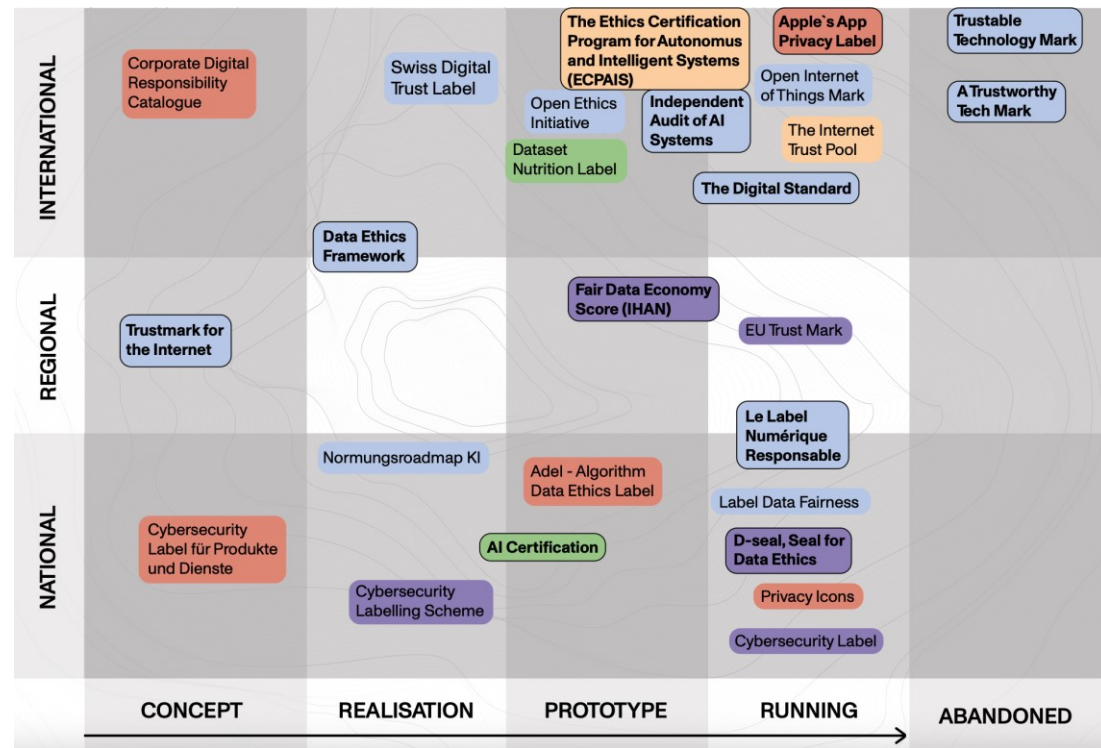 INTERNATIONAL
Corporate Digital
Responsibility
Catalogue
Swiss Digital
Trust Label
The Ethics Certification
Program for Autonomus
and Intelligent Systems
(ECPAIS)
Open Ethics
Initiative
Independent
Audit of AI
Systems
Dataset
Nutrition Label
Apple`s App
Privacy Label
Open Internet
of Things Mark
The Internet
Trust Pool
The Digital Standard
Trustable
Technology Mark
A Trustworthy
Tech Mark
Data Ethics
Framework
REGIONAL
Trustmark for
the Internet
Fair Data Economy
Score (IHAN)
EU Trust Mark
Le Label
Numérique
Responsable
NATIONAL
Cybersecurity
Label für Produkte
und Dienste
Normungsroadmap KI
Cybersecurity
Labelling Scheme
Adel - Algorithm
Data Ethics Label
AI Certification
Label Data Fairness
D-seal, Seal for
Data Ethics
Privacy Icons
Cybersecurity Label
CONCEPT
REALISATION
PROTOTYPE
RUNNING
ABANDONED